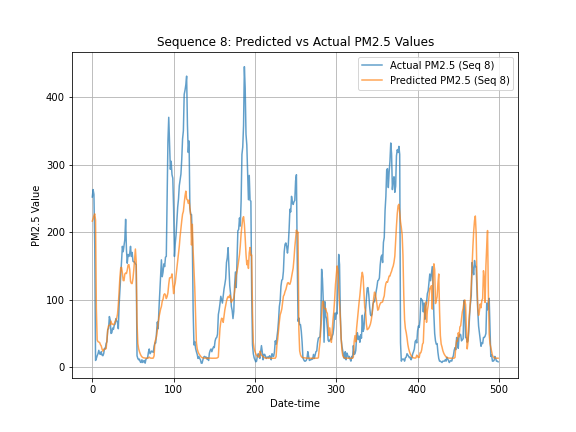 Sequence 8: Predicted vs Actual PM2.5 Values
Actual PM2.5 (Seq 8)
Predicted PM2.5 (Seq 8)
PM2.5 Value
400
300
200
100
0
0 100 200 300 400 500
Date-time